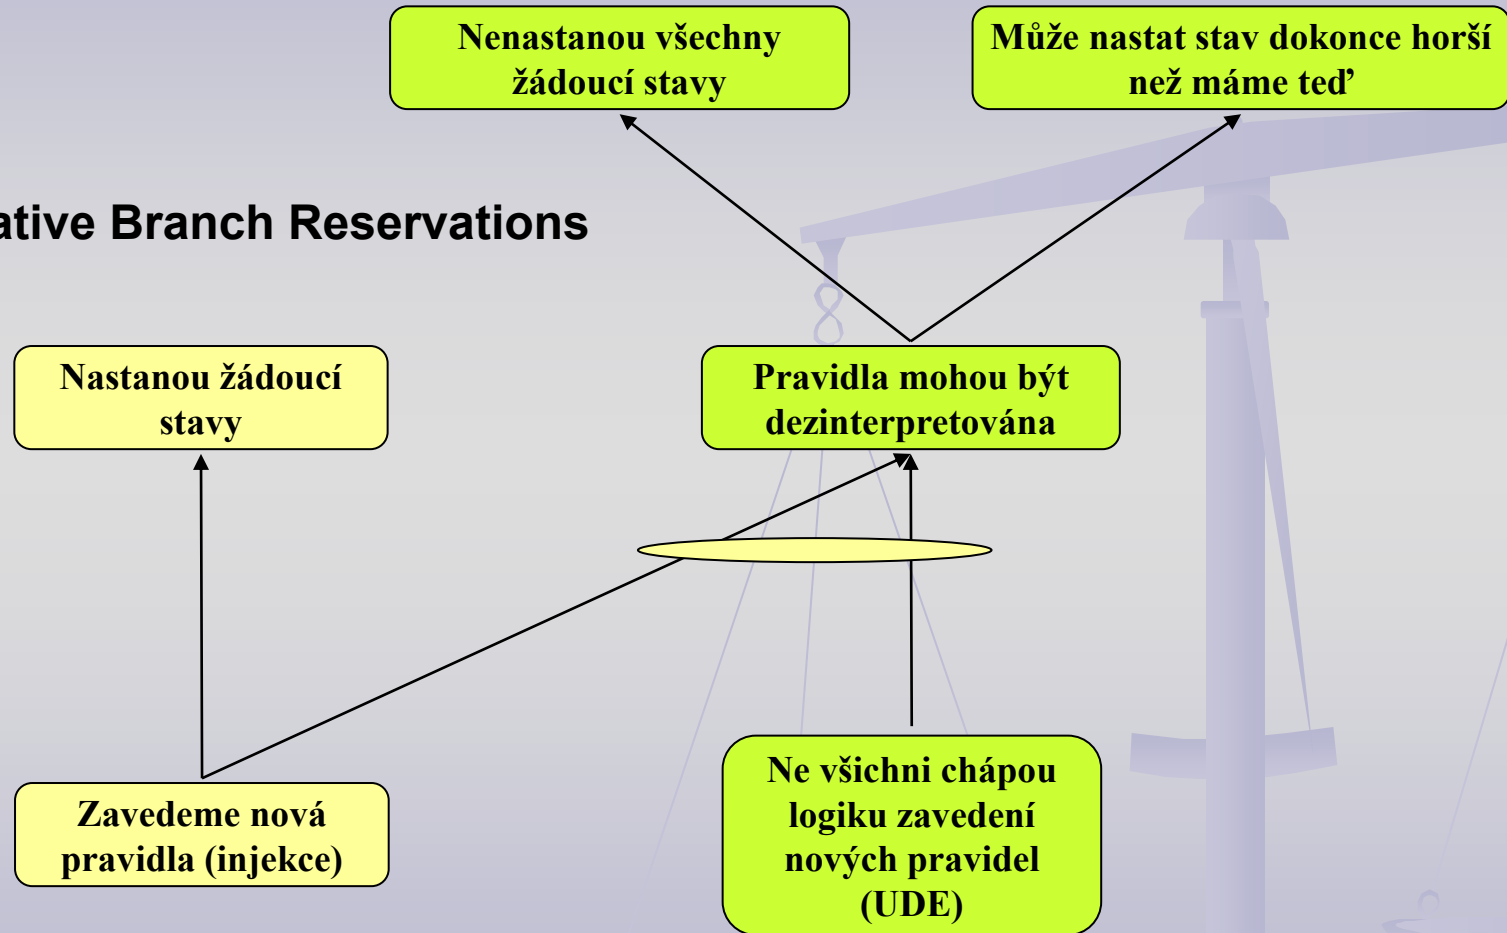 Nenastanou všechny
žádoucí stavy
Může nastat stav dokonce horší
než máme teď
ative Branch Reservations
Nastanou žádoucí
stavy
Pravidla mohou být
dezinterpretována
Zavedeme nová
pravidla (injekce)
Ne všichni chápou
logiku zavedení
nových pravidel
(UDE)